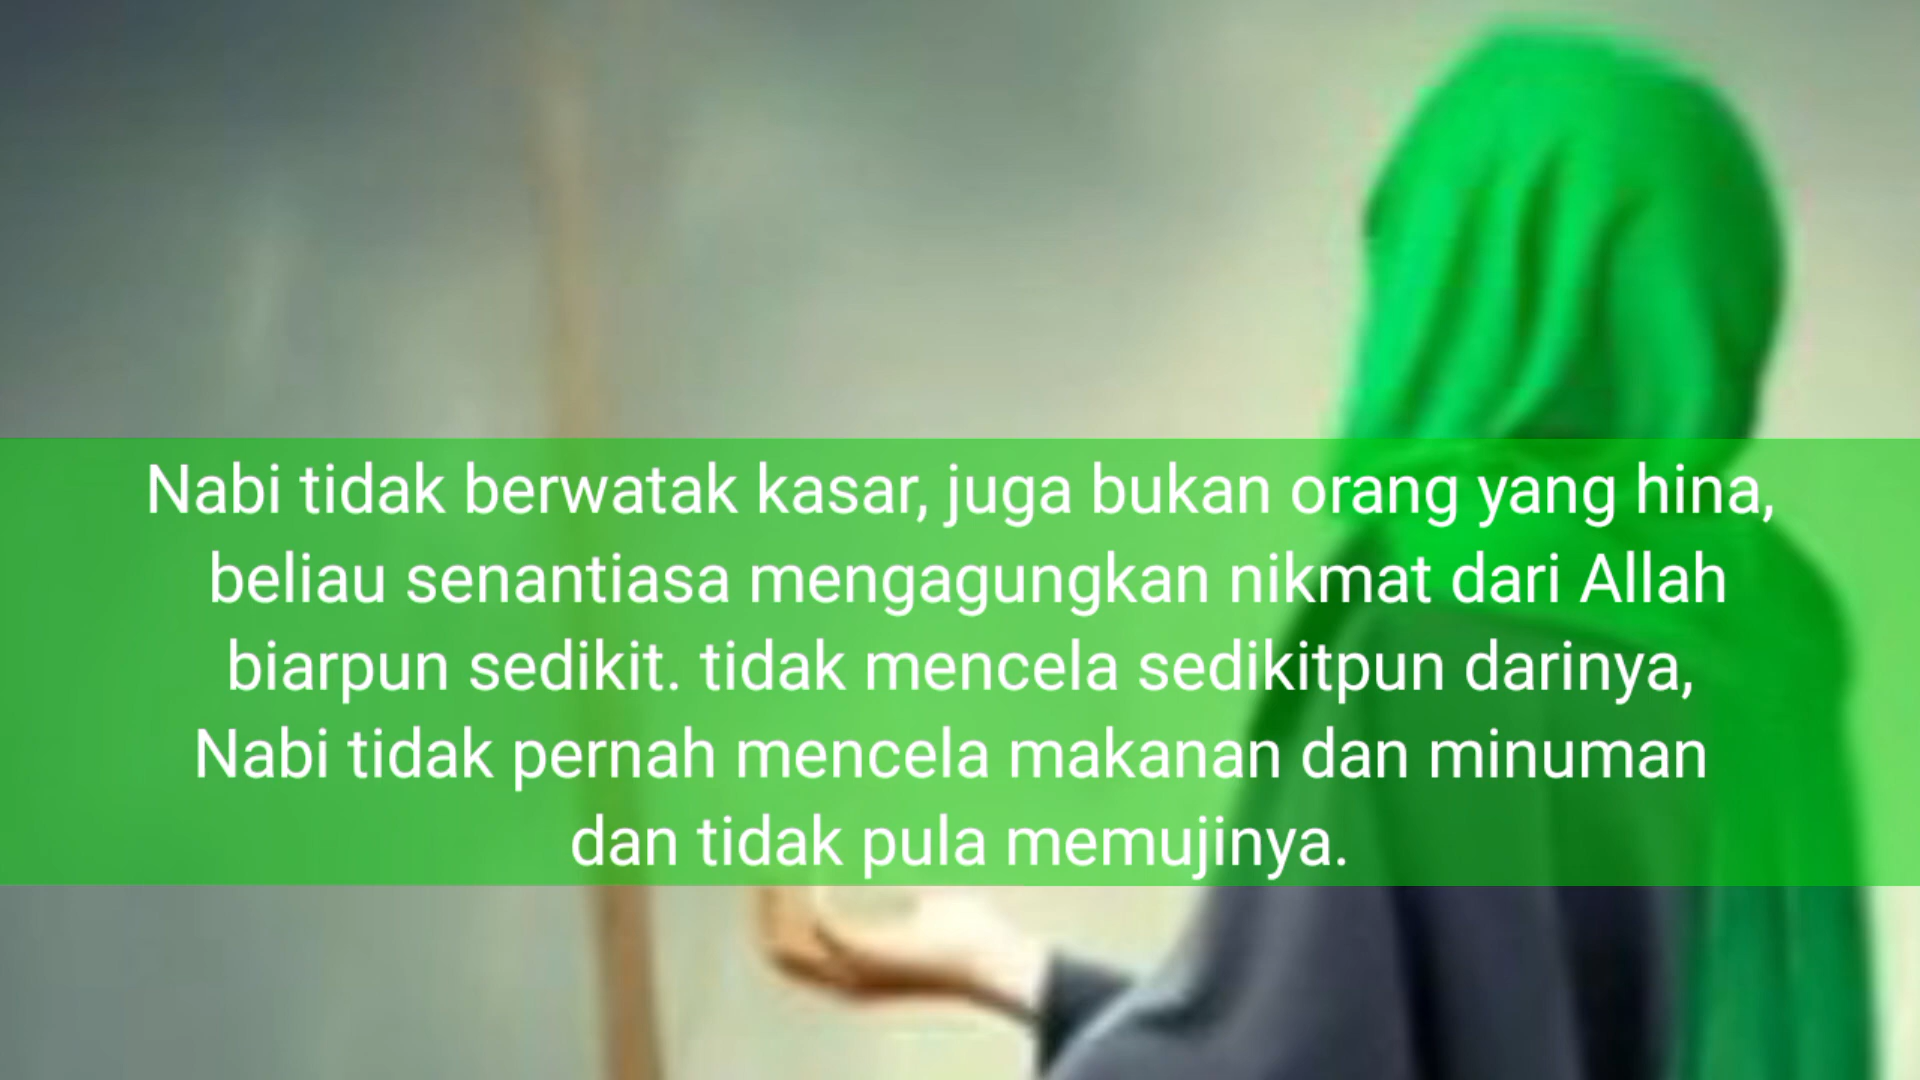 Nabi tidak berwatak kasar, juga bukan orang yang hina,
beliau senantiasa mengagungkan nikmat dari Allah
biarpun sedikit. tidak mencela sedikitpun darinya,
Nabi tidak pernah mencela makanan dan minuman
dan tidak pula memujinya.